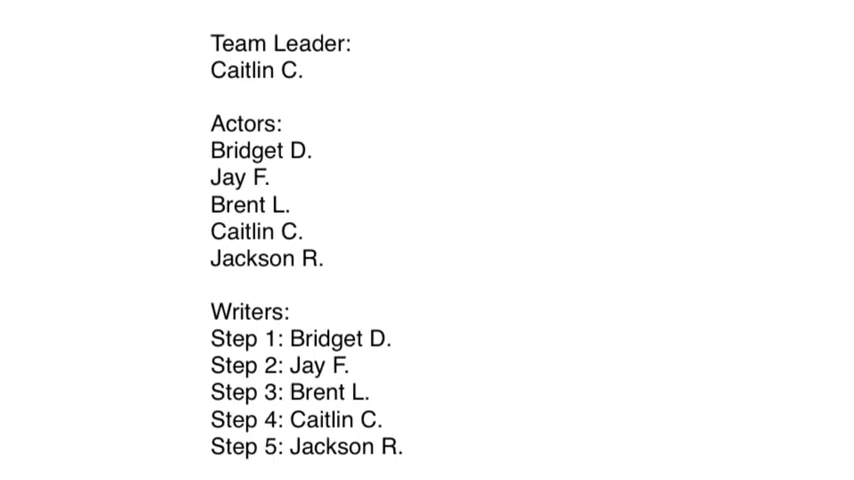 Team Leader:
Caitlin C.
Actors:
Bridget D.
Jay F.
Brent L.
Caitlin C.
Jackson R.
Writers:
Step 1: Bridget D.
Step 2: Jay F.
Step 3: Brent L.
Step 4: Caitlin C.
Step 5: Jackson R.